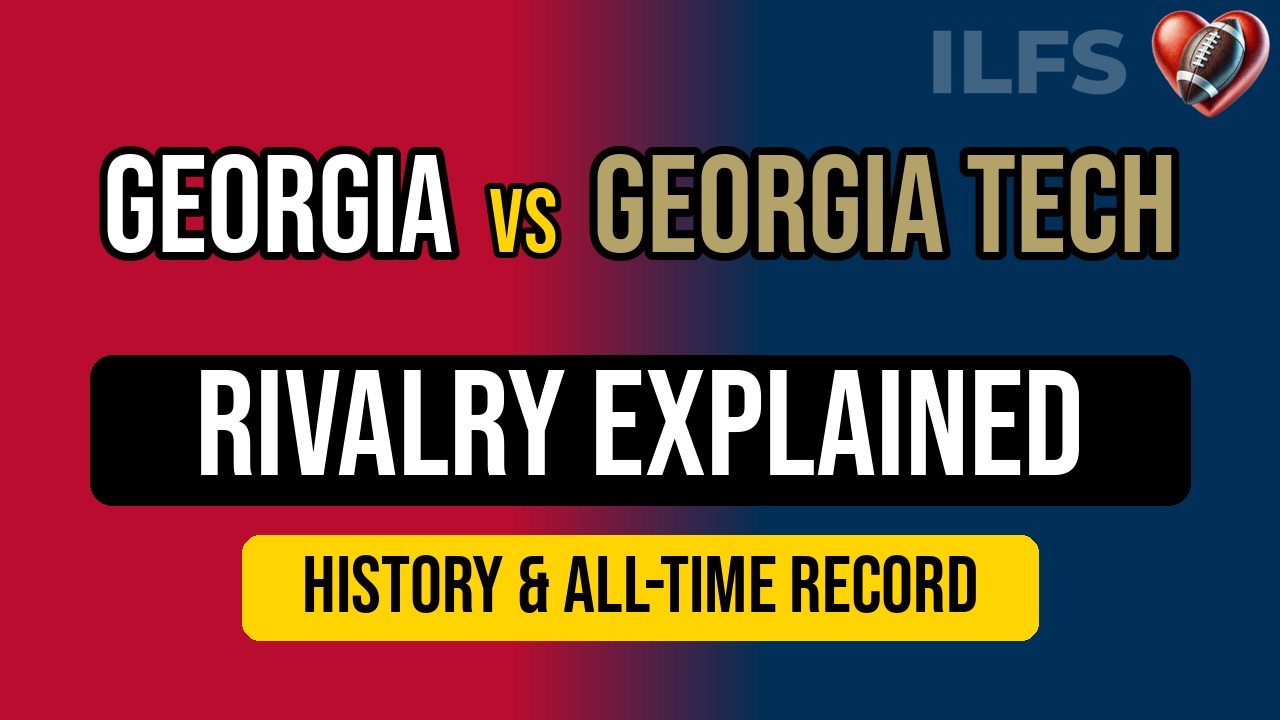 ILFS
GEORGIA VS GEORGIA TECH
RIVALRY EXPLAINED
HISTORY & ALL-TIME RECORD